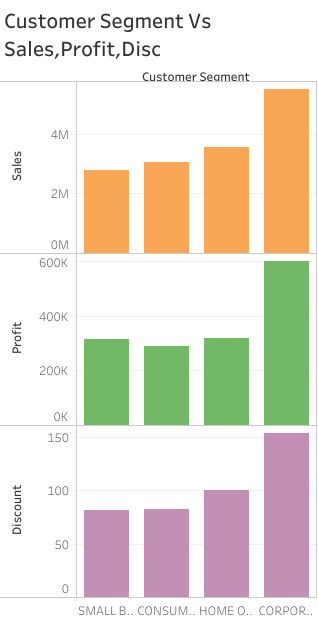 Customer Segment Vs
Sales,Profit,Disc
Customer Segment
Sales
4M
2M
0M
Profit
600K
400K
200K
0K
Discount
150
100
50
0
SMALL B.. CONSUM.. HOME O.. CORPOR..